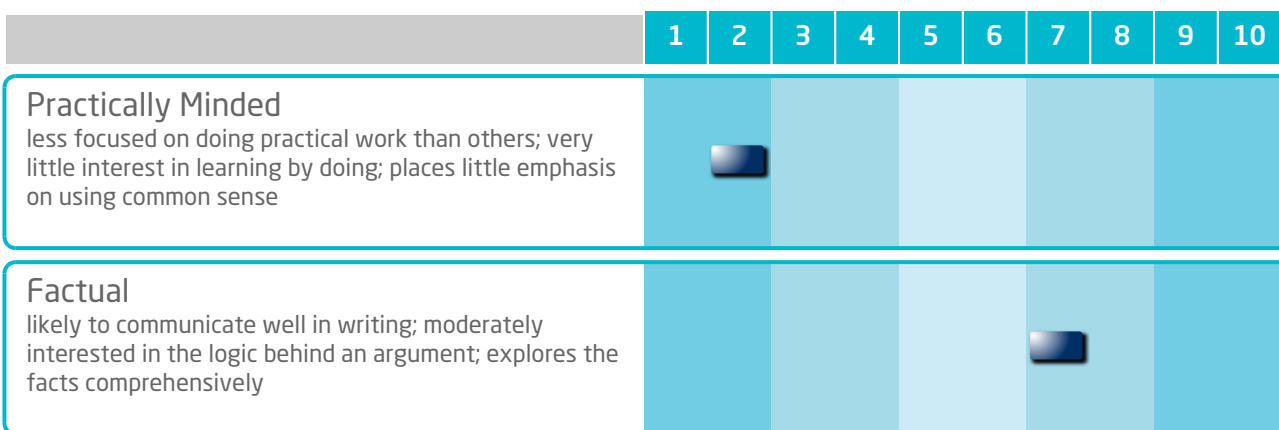 1 2 3 4 5 6 7 8 9 10
Practically Minded
less focused on doing practical work than others; very
little interest in learning by doing; places little emphasis
on using common sense
Factual
likely to communicate well in writing; moderately
interested in the logic behind an argument; explores the
facts comprehensively